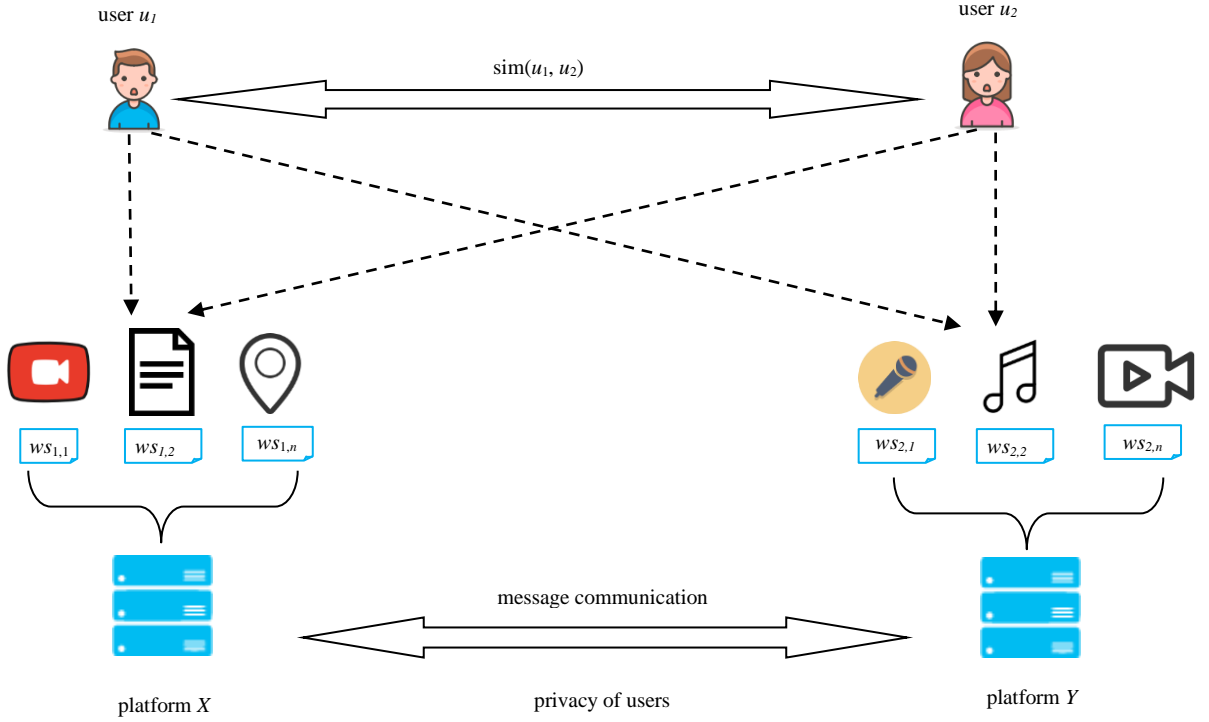 user u₁
user u₂
sim(u₁, u₂)
ws₁,₁
ws₁,₂
ws₁,ₙ
ws₂,₁
ws₂,₂
ws₂,ₙ
message communication
platform X
privacy of users
platform Y